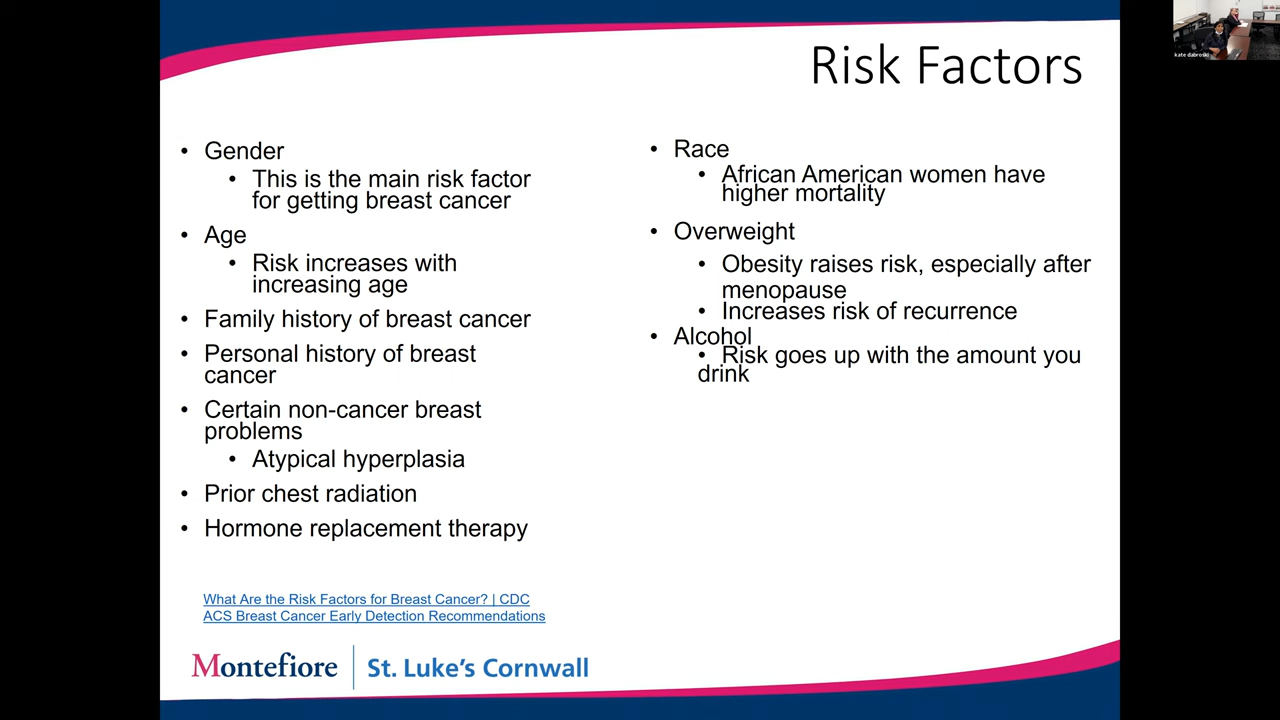 Risk Factors
• Gender
• This is the main risk factor
for getting breast cancer
• Age
• Risk increases with
increasing age
• Family history of breast cancer
• Personal history of breast
cancer
• Certain non-cancer breast
problems
• Atypical hyperplasia
• Prior chest radiation
• Hormone replacement therapy
• Race
• African American women have
higher mortality
• Overweight
• Obesity raises risk, especially after
menopause
• Increases risk of recurrence
• Alcohol
• Risk goes up with the amount you
drink
What Are the Risk Factors for Breast Cancer? | CDC
ACS Breast Cancer Early Detection Recommendations
Montefiore | St. Luke's Cornwall
kate dabroski